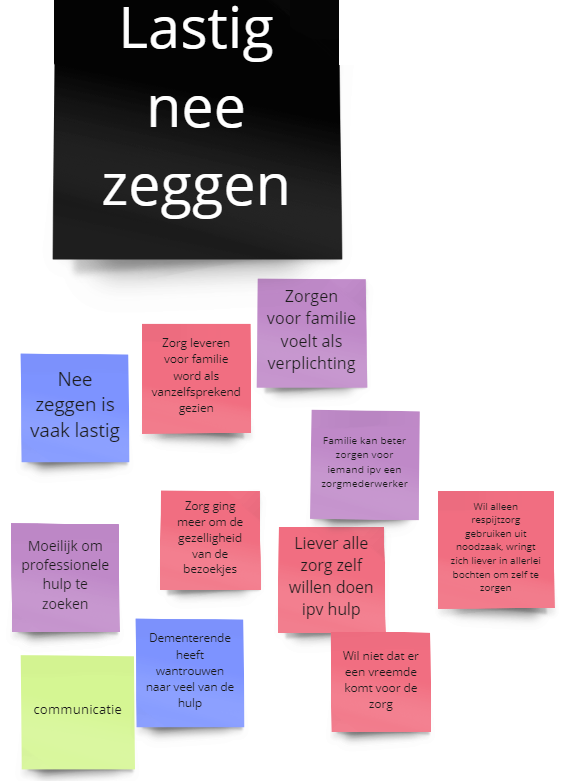 Lastig
nee
zeggen
Zorgen
voor familie
voelt als
verplichting
Zorg leveren
voor familie
word als
vanzelfsprekend
gezien
Nee
zeggen is
vaak lastig
Familie kan beter
zorgen voor
iemand ipv een
zorgmederwerker
Zorg ging
meer om de
gezelligheid
van de
bezoekjes
Wil alleen
respijtzorg
gebruiken uit
noodzaak, wringt
zich liever in allerlei
bochten om zelf te
zorgen
Moeilijk om
professionele
hulp te
zoeken
Liever alle
zorg zelf
willen doen
ipv hulp
Dementerende
heeft
wantrouwen
naar veel van de
hulp
Wil niet dat er
een vreemde
komt voor de
zorg
communicatie